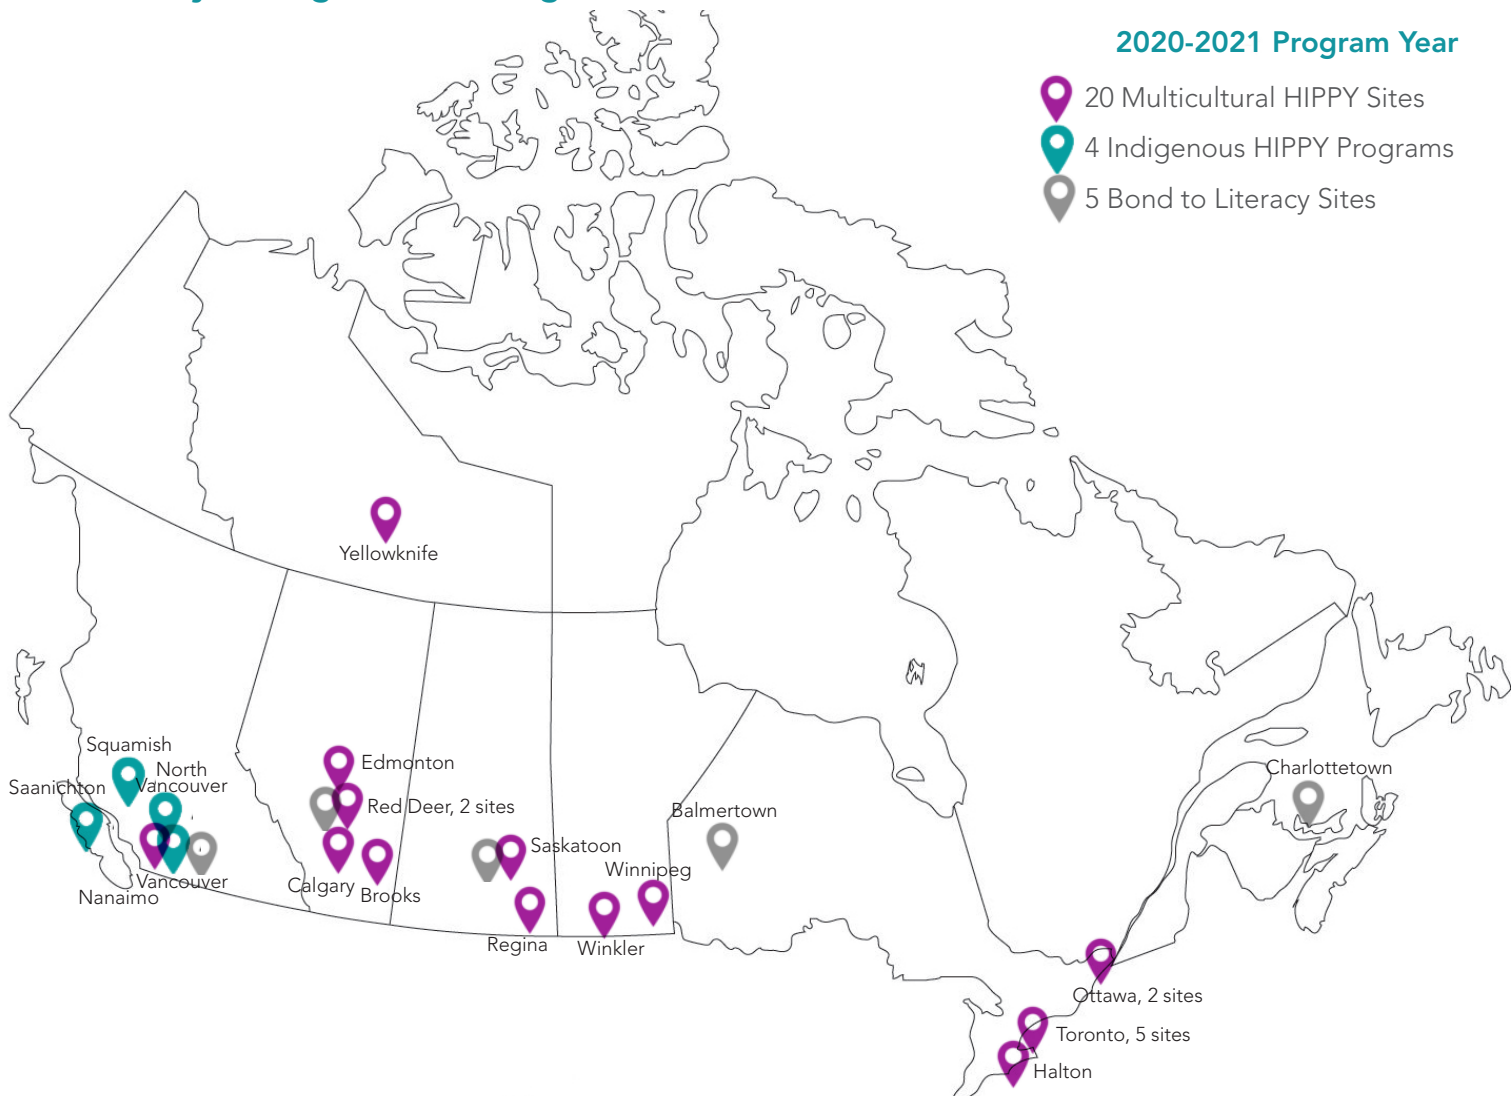 2020-2021 Program Year
20 Multicultural HIPPY Sites
4 Indigenous HIPPY Programs
5 Bond to Literacy Sites
Yellowknife
Squamish
North
Vancouver
Saanichton
Nanaimo
Vancouver
Edmonton
Red Deer, 2 sites
Calgary
Brooks
Saskatoon
Regina
Winnipeg
Winkler
Balmertown
Charlottetown
Ottawa, 2 sites
Toronto, 5 sites
Halton